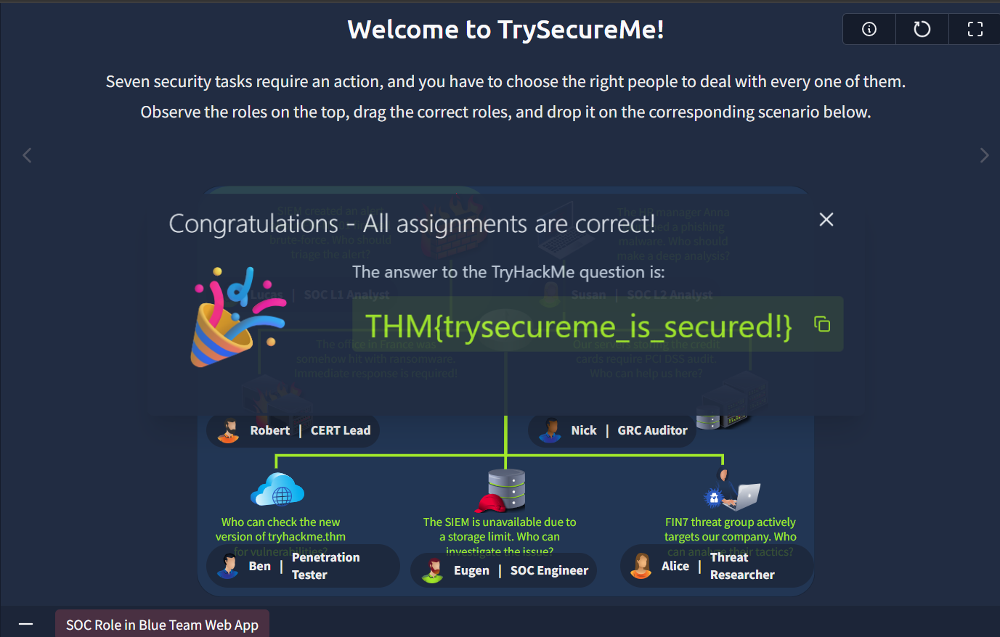 Welcome to TrySecureMe!
Seven security tasks require an action, and you have to choose the right people to deal with every one of them.
Observe the roles on the top, drag the correct roles, and drop it on the corresponding scenario below.
Congratulations - All assignments are correct!
The answer to the TryHackMe question is:
THM{trysecureme_is_secured!}
SIEM created an alert
brute-force. Who should
triage the alert?
The HR manager Anna
a phishing
malware. Who should
make a deep analysis?
Lucas | SOC L1 Analyst
Susan | SOC L2 Analyst
The office in France was
somehow hit with ransomware.
Immediate response is required!
Our servers storing the credit
cards require PCI DSS audit.
Who can help us here?
Robert | CERT Lead
Nick | GRC Auditor
Who can check the new
version of tryhackme.thm
for vulnerabilities?
The SIEM is unavailable due to
a storage limit. Who can
investigate the issue?
FIN7 threat group actively
targets our company. Who
can analyze their tactics?
Ben | Penetration
Tester
Eugen | SOC Engineer
Alice | Threat
Researcher
SOC Role in Blue Team Web App